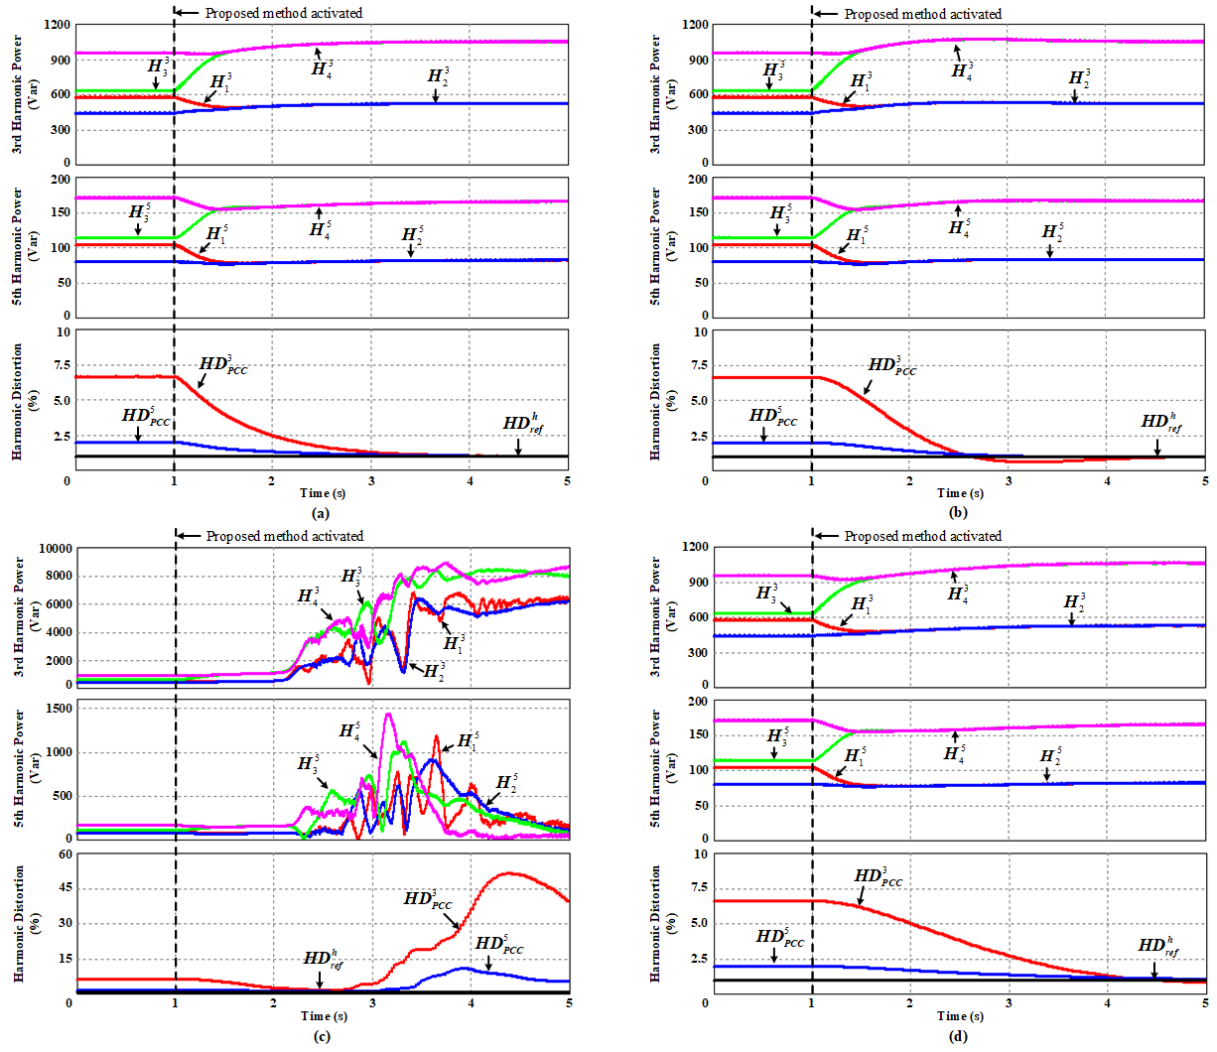 Proposed method activated
1200
900
600
300
0
3rd Harmonic Power
(Var)
H_3^3
H_1^3
H_4^3
H_2^3
200
150
100
50
0
5th Harmonic Power
(Var)
H_3^5
H_1^5
H_4^5
H_2^5
10
7.5
5.0
2.5
Harmonic Distortion
(%)
HD_PCC^3
HD_PCC^5
HD_ref^h
0 1 2 3 4 5
Time (s)
(a)
Proposed method activated
1200
900
600
300
0
3rd Harmonic Power
(Var)
H_3^3
H_1^3
H_4^3
H_2^3
200
150
100
50
0
5th Harmonic Power
(Var)
H_3^5
H_1^5
H_4^5
H_2^5
10
7.5
5.0
2.5
Harmonic Distortion
(%)
HD_PCC^3
HD_PCC^5
HD_ref^h
0 1 2 3 4 5
Time (s)
(b)
Proposed method activated
10000
8000
6000
4000
2000
0
3rd Harmonic Power
(Var)
H_4^3
H_3^3
H_1^3
H_2^3
1500
1000
500
0
5th Harmonic Power
(Var)
H_3^5
H_4^5
H_1^5
H_2^5
60
45
30
15
Harmonic Distortion
(%)
HD_ref^h
HD_PCC^3
HD_PCC^5
0 1 2 3 4 5
Time (s)
(c)
Proposed method activated
1200
900
600
300
0
3rd Harmonic Power
(Var)
H_3^3
H_1^3
H_4^3
H_2^3
200
150
100
50
0
5th Harmonic Power
(Var)
H_3^5
H_1^5
H_4^5
H_2^5
10
7.5
5.0
2.5
Harmonic Distortion
(%)
HD_PCC^3
HD_PCC^5
HD_ref^h
0 1 2 3 4 5
Time (s)
(d)